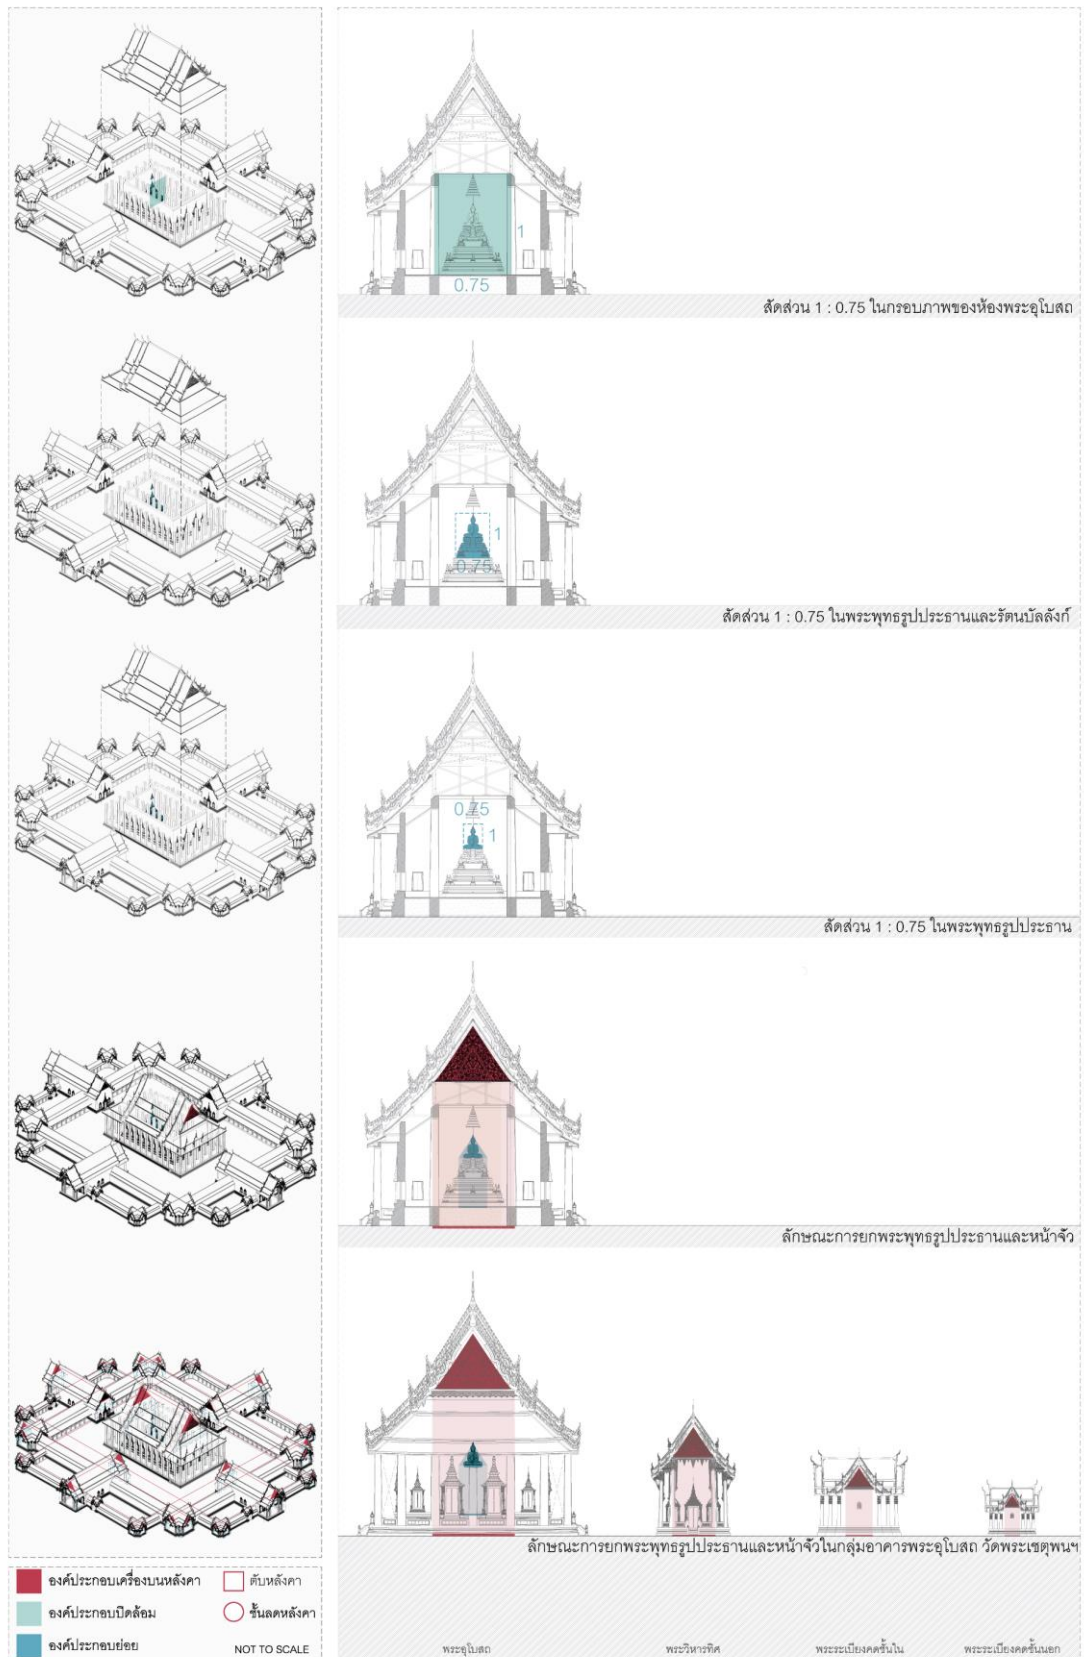 1
0.75
สัดส่วน 1 : 0.75 ในกรอบภาพของห้องพระอุโบสถ
1
0.75
สัดส่วน 1 : 0.75 ในพระพุทธรูปประธานและรัตนบัลลังก์
0.75
1
สัดส่วน 1 : 0.75 ในพระพุทธรูปประธาน
ลักษณะการยกพระพุทธรูปประธานและหน้าจั่ว
ลักษณะการยกพระพุทธรูปประธานและหน้าจั่วในกลุ่มอาคารพระอุโบสถ วัดพระเชตุพนฯ
องค์ประกอบเครื่องบนหลังคา
ตับหลังคา
องค์ประกอบปิดล้อม
ชั้นลดหลังคา
องค์ประกอบย่อย
NOT TO SCALE
พระอุโบสถ
พระวิหารทิศ
พระระเบียงคดชั้นใน
พระระเบียงคดชั้นนอก